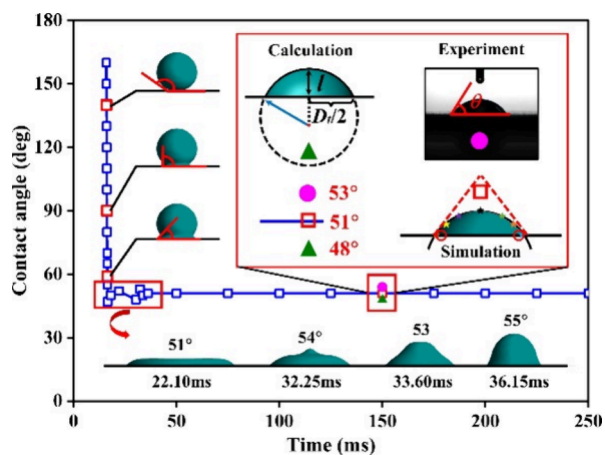 180
150
120
90
60
30
0
Contact angle (deg)
Calculation
Experiment
l
D_f/2
θ
53°
51°
48°
Simulation
51°
54°
53
55°
22.10ms
32.25ms
33.60ms
36.15ms
0
50
100
150
200
250
Time (ms)